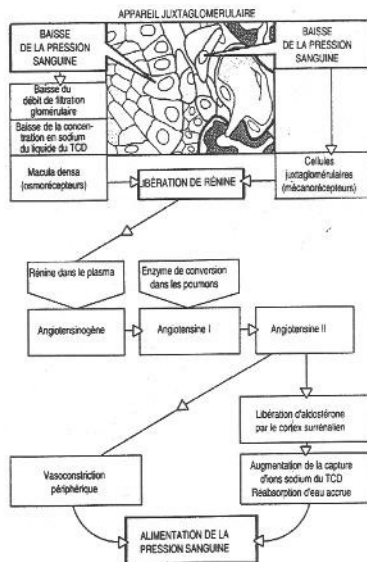 APPAREIL JUXTAGLOMERULAIRE
BAISSE
DE LA PRESSION
SANGUINE
BAISSE
DE LA PRESSION
SANGUINE
Baisse du
débit de filtration
glomérulaire
Baisse de la concen-
tration en sodium
du liquide du TCD
Macula densa
(osmorécepteurs)
LIBÉRATION DE RÉNINE
Cellules
juxtaglomérulaires
(mécanorécepteurs)
Rénine dans le plasma
Enzyme de conversion
dans les poumons
Angiotensinogène
Angiotensine I
Angiotensine II
Libération d'aldostérone
par le cortex surrénalien
Vasoconstriction
périphérique
Augmentation de la capture
d'ions sodium du TCD
Réabsorption d'eau accrue
ALIMENTATION DE LA
PRESSION SANGUINE